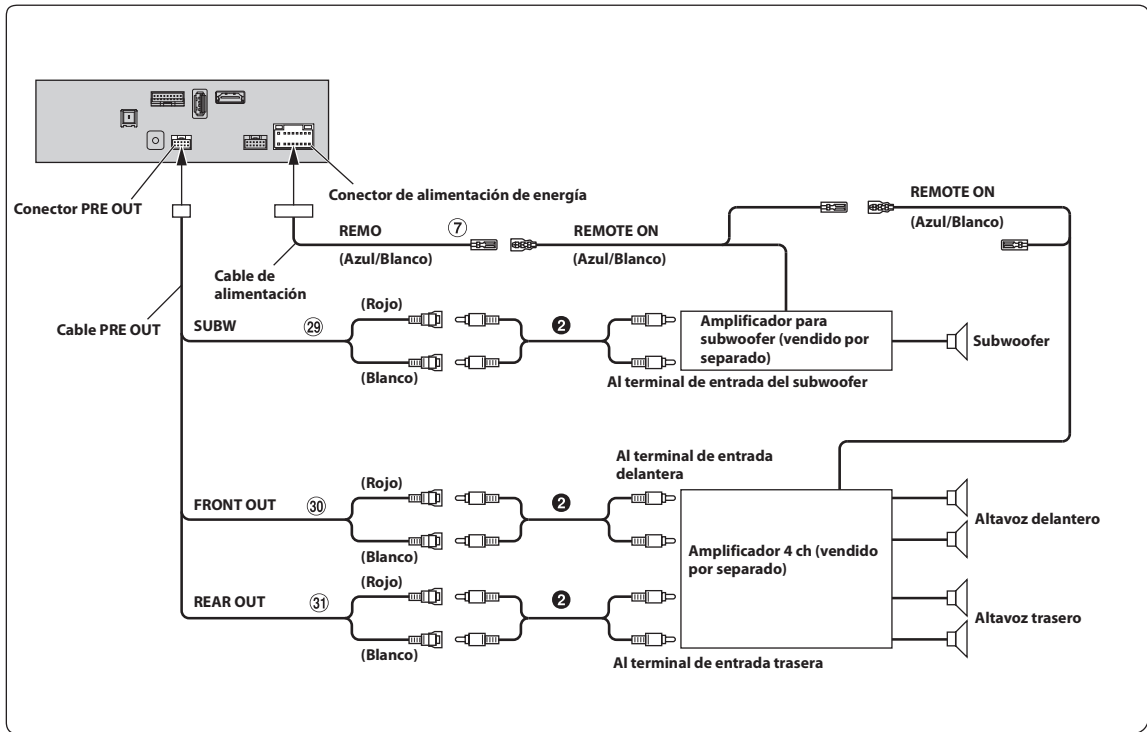 Conector PRE OUT
Conector de alimentación de energía
REMOTE ON
(Azul/Blanco)
REMO
7
(Azul/Blanco)
REMOTE ON
(Azul/Blanco)
Cable de
alimentación
Cable PRE OUT
SUBW
29
(Rojo)
(Blanco)
2
Amplificador para
subwoofer (vendido por
separado)
Subwoofer
Al terminal de entrada del subwoofer
Al terminal de entrada
delantera
FRONT OUT
30
(Rojo)
(Blanco)
2
Amplificador 4 ch (vendido
por separado)
Altavoz delantero
REAR OUT
31
(Rojo)
(Blanco)
2
Altavoz trasero
Al terminal de entrada trasera